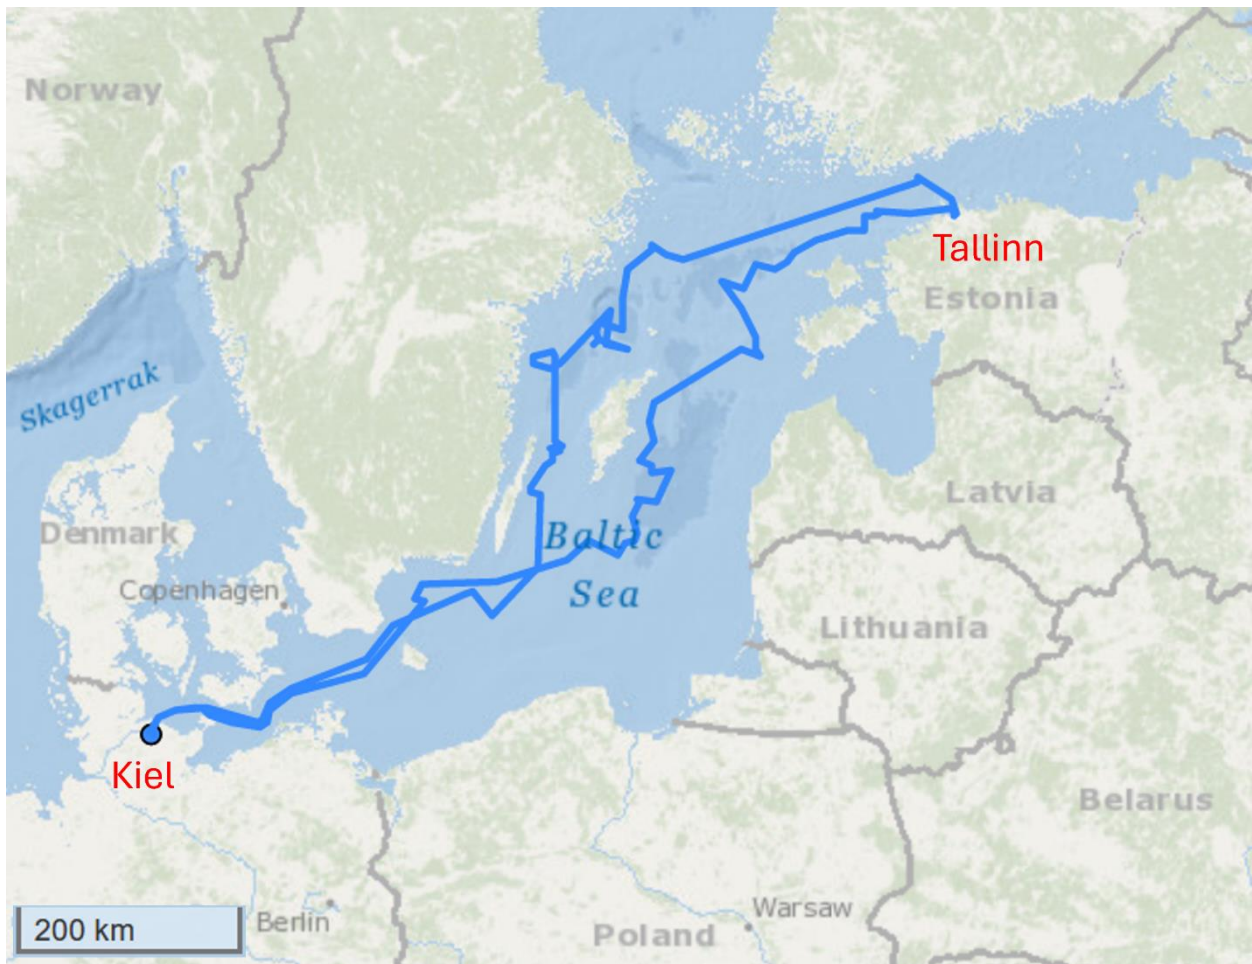 Norway
Tallinn
Estonia
Skagerrak
Latvia
Denmark
Baltic
Sea
Copenhagen
Lithuania
Kiel
Belarus
Warsaw
Berlin
200 km
Poland